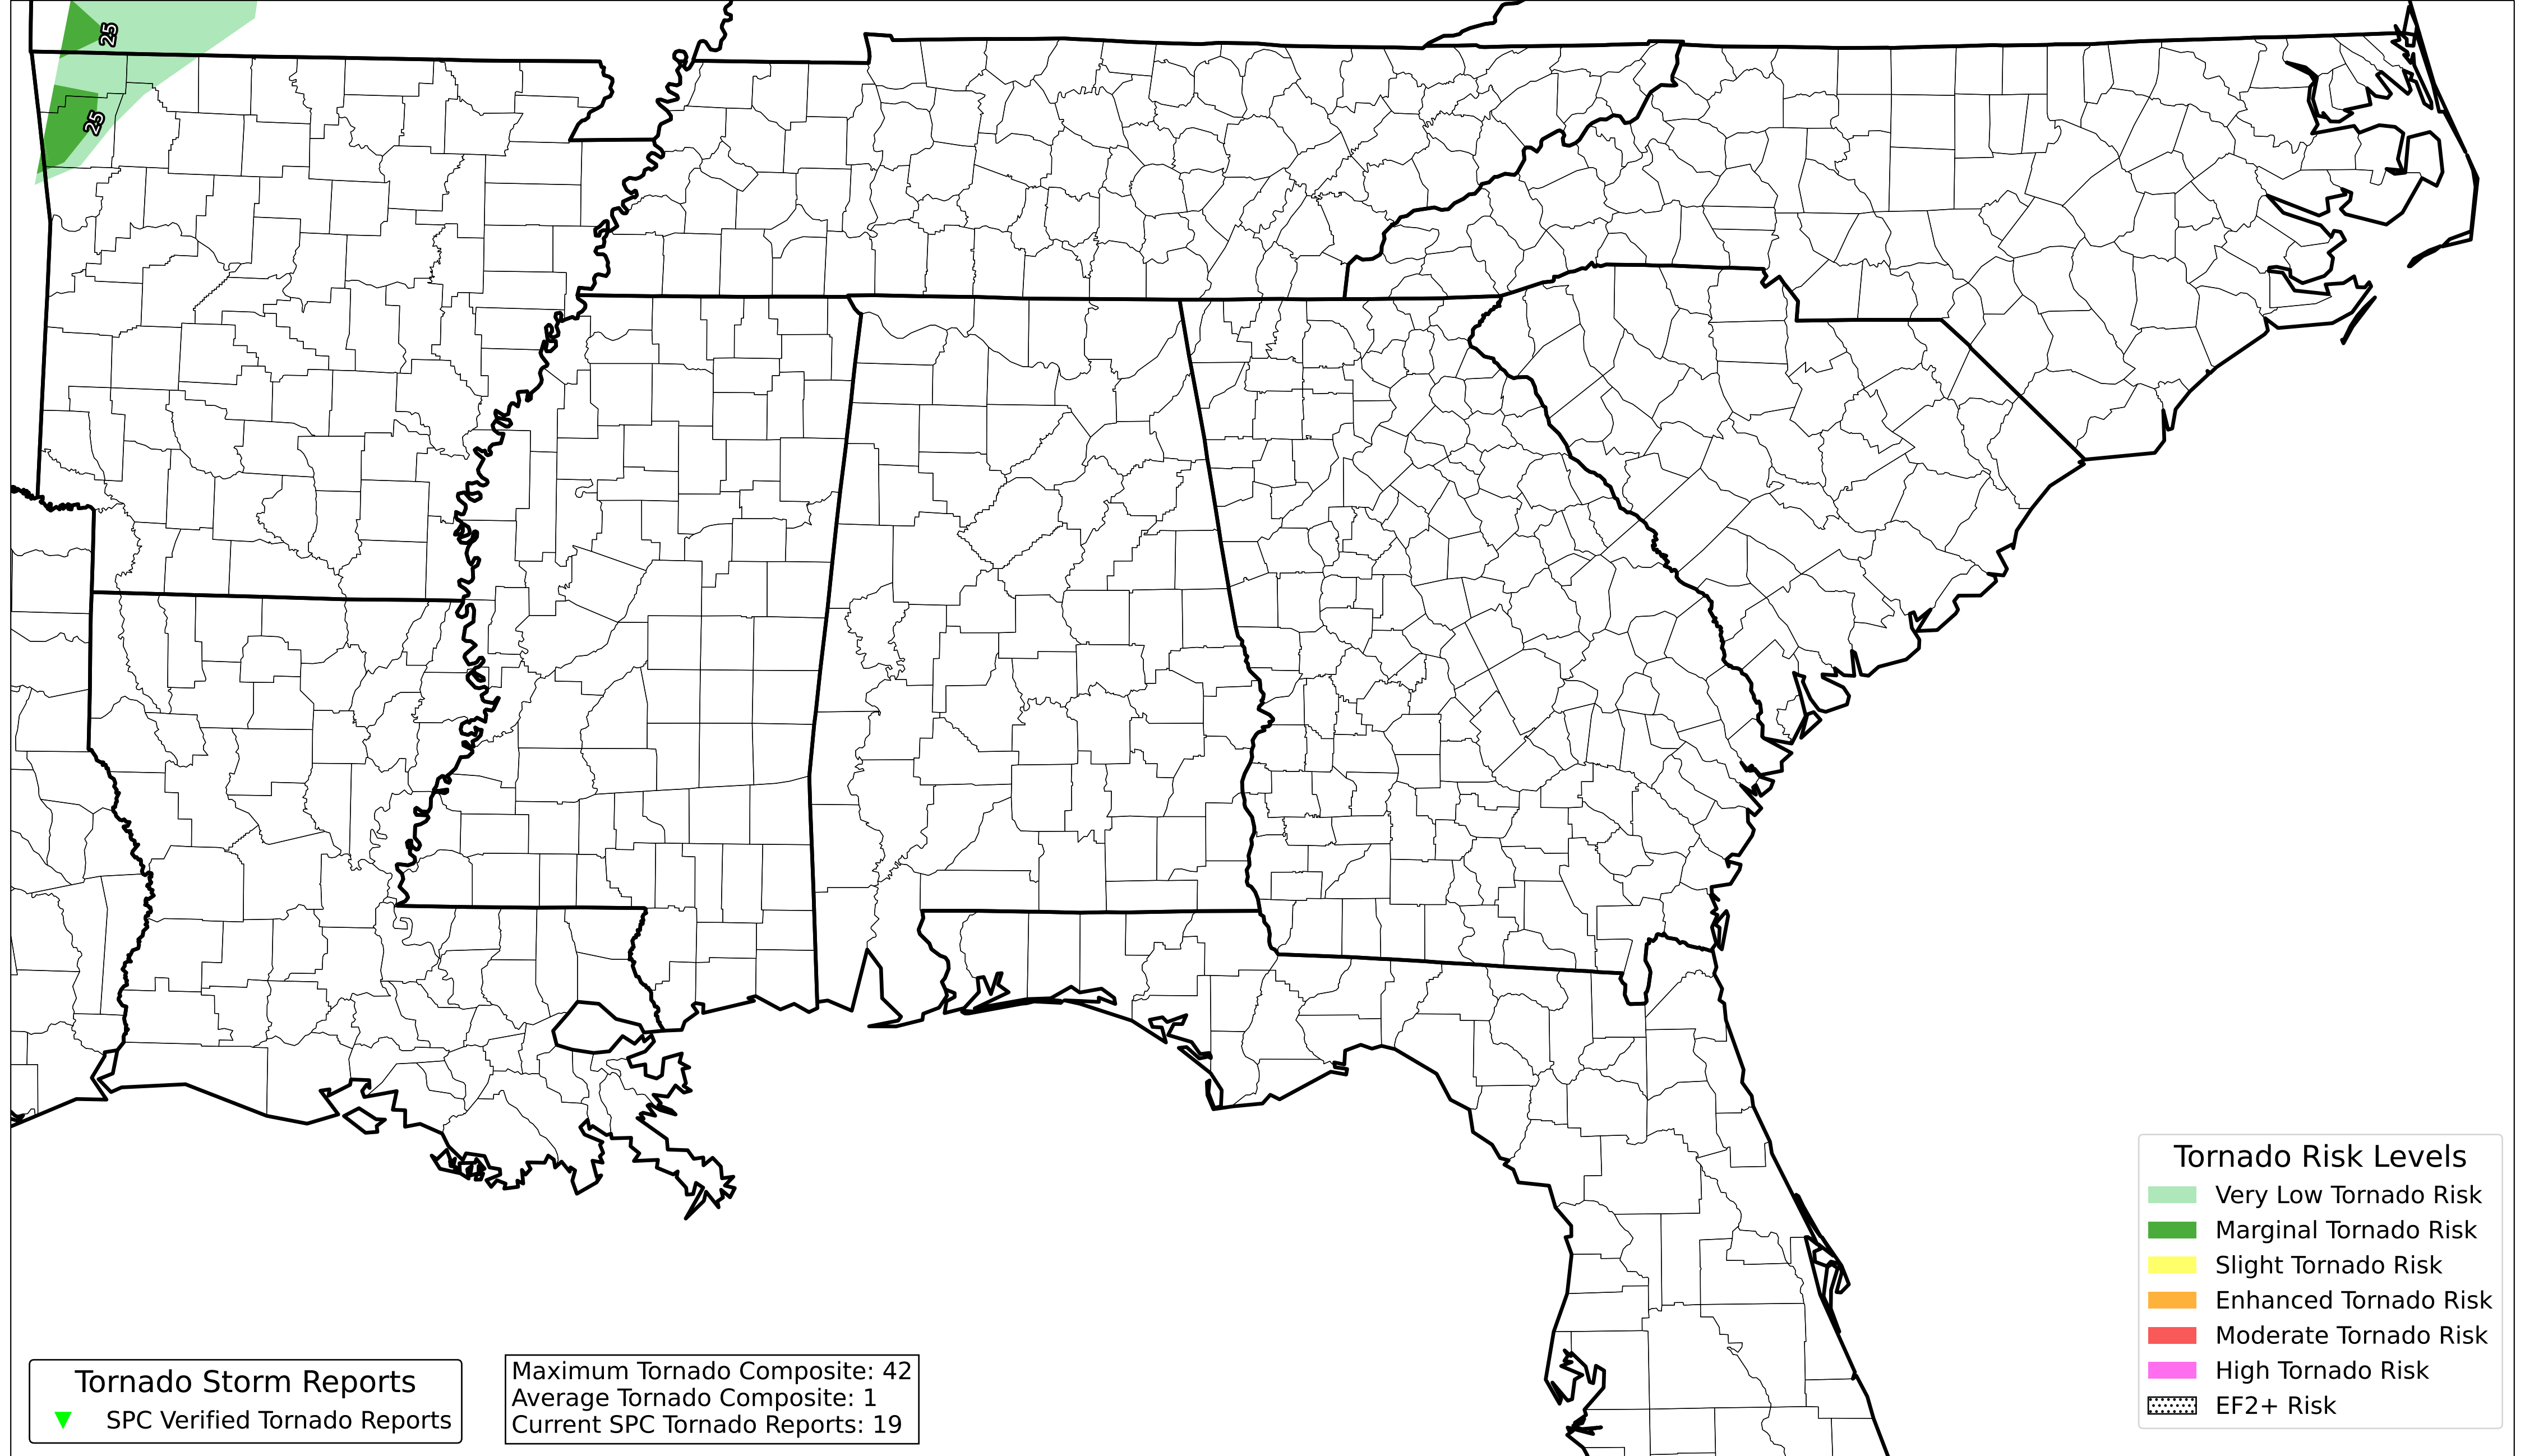 25
25
Tornado Risk Levels
Very Low Tornado Risk
Marginal Tornado Risk
Slight Tornado Risk
Enhanced Tornado Risk
Moderate Tornado Risk
High Tornado Risk
EF2+ Risk
Tornado Storm Reports
SPC Verified Tornado Reports
Maximum Tornado Composite: 42
Average Tornado Composite: 1
Current SPC Tornado Reports: 19